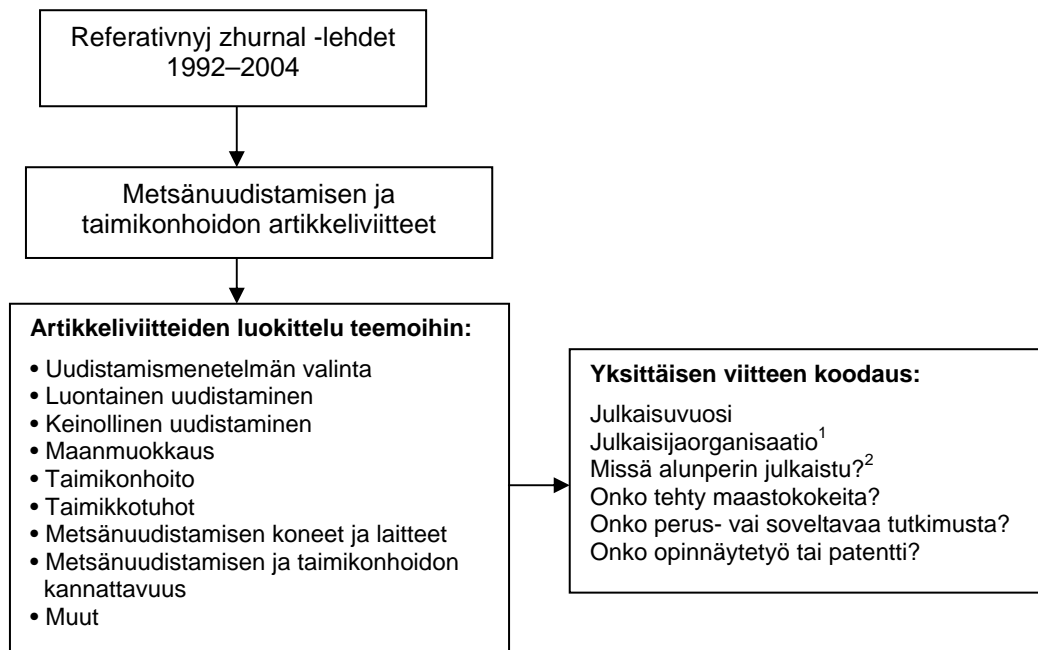 Referativnyj zhurnal -lehdet
1992–2004
Metsänuudistamisen ja
taimikonhoidon artikkeliviitteet
Artikkeliviitteiden luokittelu teemoihin:
• Uudistamismenetelmän valinta
• Luontainen uudistaminen
• Keinollinen uudistaminen
• Maanmuokkaus
• Taimikonhoito
• Taimikkotuhot
• Metsänuudistamisen koneet ja laitteet
• Metsänuudistamisen ja taimikonhoidon
kannattavuus
• Muut
Yksittäisen viitteen koodaus:
Julkaisuvuosi
Julkaisijaorganisaatio¹
Missä alunperin julkaistu?²
Onko tehty maastokokeita?
Onko perus- vai soveltavaa tutkimusta?
Onko opinnäytetyö tai patentti?